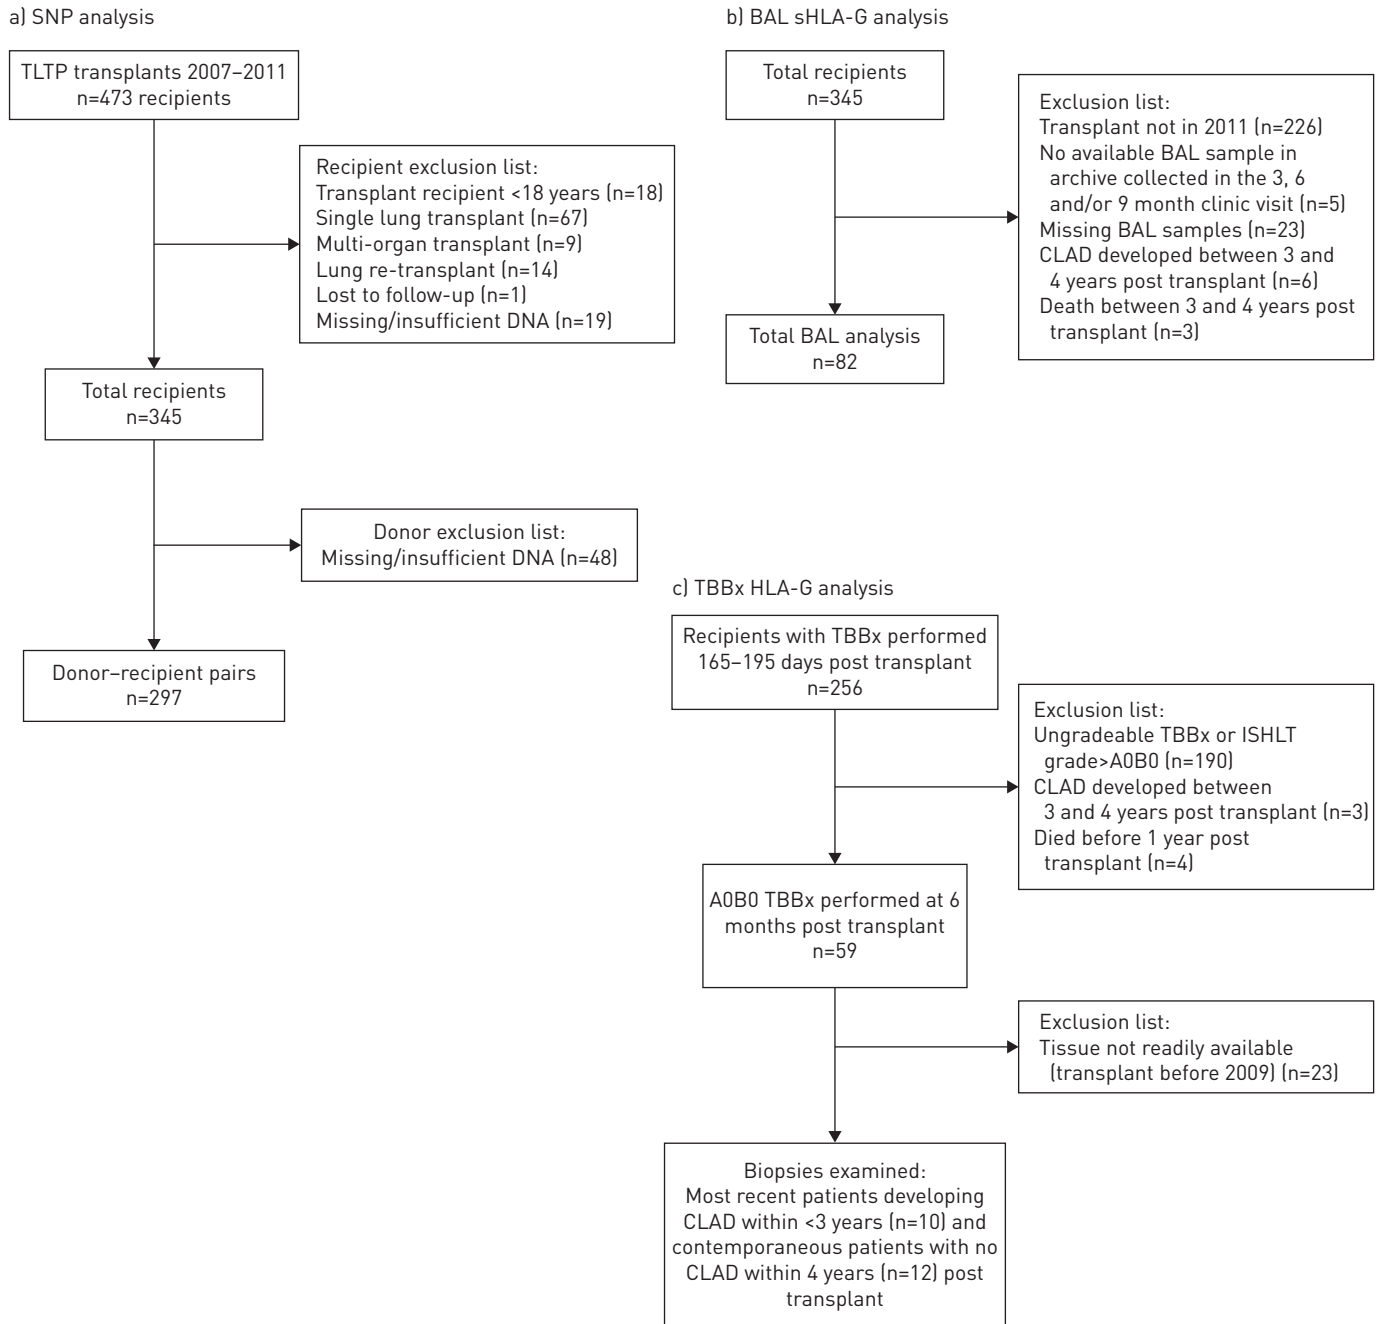 a) SNP analysis
TLTP transplants 2007–2011
n=473 recipients
Recipient exclusion list:
Transplant recipient <18 years (n=18)
Single lung transplant (n=67)
Multi-organ transplant (n=9)
Lung re-transplant (n=14)
Lost to follow-up (n=1)
Missing/insufficient DNA (n=19)
Total recipients
n=345
Donor exclusion list:
Missing/insufficient DNA (n=48)
Donor–recipient pairs
n=297
b) BAL sHLA-G analysis
Total recipients
n=345
Exclusion list:
Transplant not in 2011 (n=226)
No available BAL sample in
archive collected in the 3, 6
and/or 9 month clinic visit (n=5)
Missing BAL samples (n=23)
CLAD developed between 3 and
4 years post transplant (n=6)
Death between 3 and 4 years post
transplant (n=3)
Total BAL analysis
n=82
c) TBBx HLA-G analysis
Recipients with TBBx performed
165–195 days post transplant
n=256
Exclusion list:
Ungradeable TBBx or ISHLT
grade>A0B0 (n=190)
CLAD developed between
3 and 4 years post transplant (n=3)
Died before 1 year post
transplant (n=4)
A0B0 TBBx performed at 6
months post transplant
n=59
Exclusion list:
Tissue not readily available
(transplant before 2009) (n=23)
Biopsies examined:
Most recent patients developing
CLAD within <3 years (n=10) and
contemporaneous patients with no
CLAD within 4 years (n=12) post
transplant